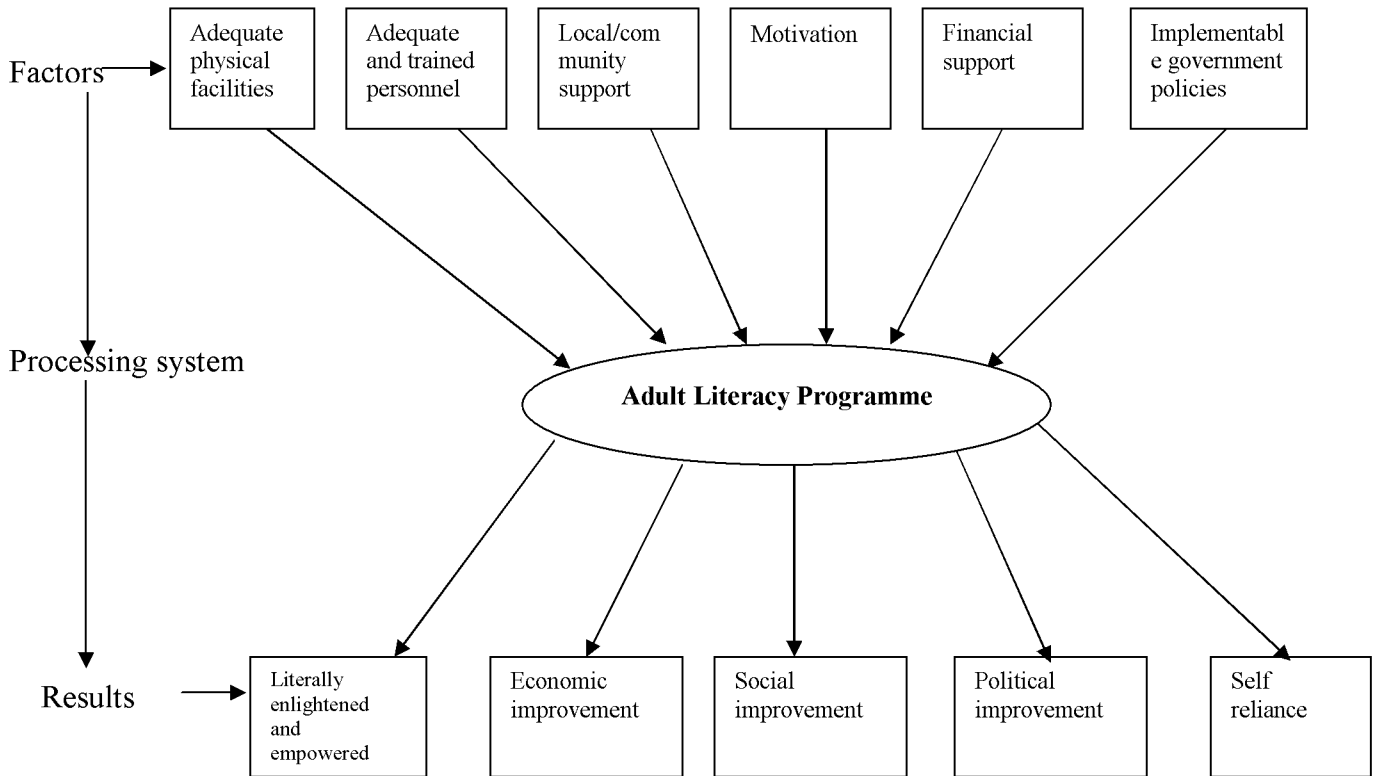 Factors
Adequate
physical
facilities
Adequate
and trained
personnel
Local/com
munity
support
Motivation
Financial
support
Implementabl
e government
policies
Processing system
Adult Literacy Programme
Results
Literally
enlightened
and
empowered
Economic
improvement
Social
improvement
Political
improvement
Self
reliance